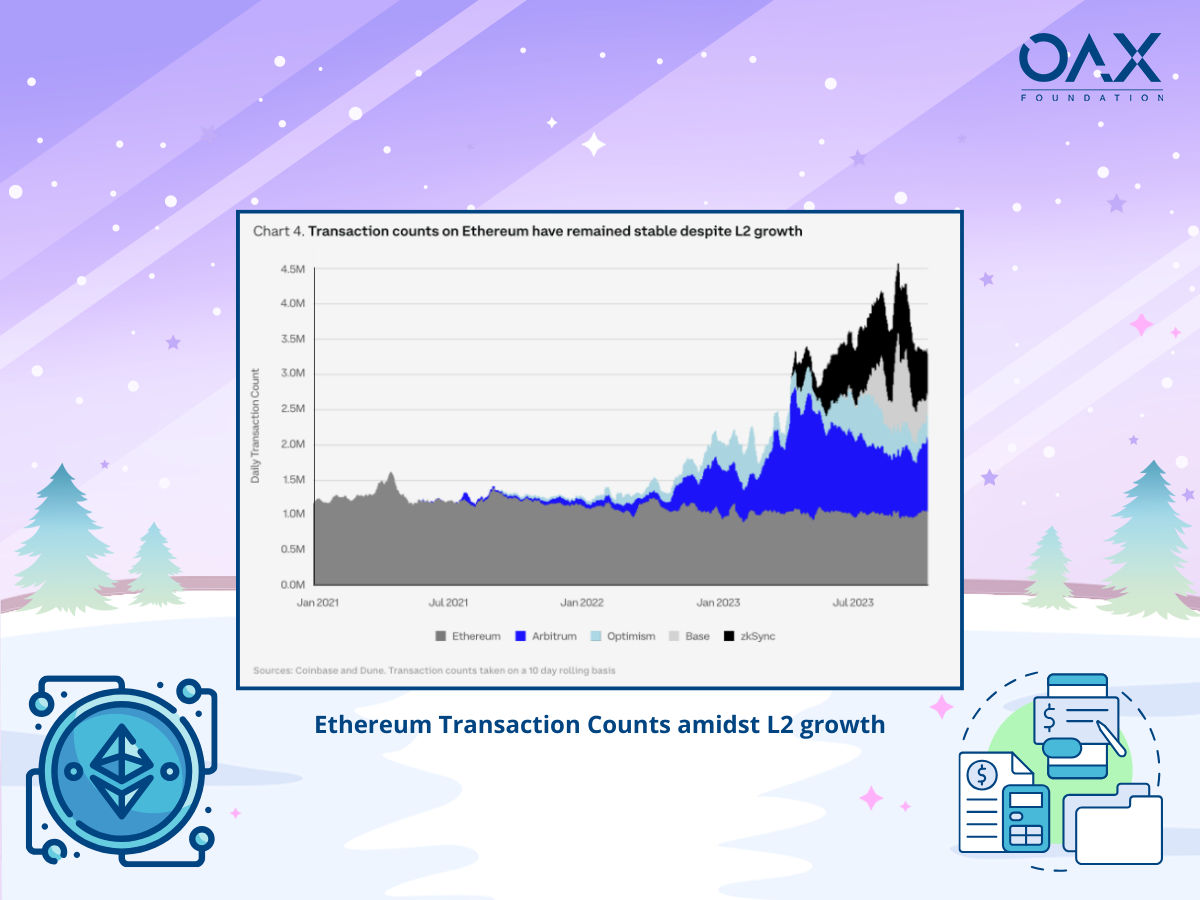 OAX
FOUNDATION
Chart 4. Transaction counts on Ethereum have remained stable despite L2 growth
4.5M
4.0M
3.5M
3.0M
2.5M
2.0M
1.5M
1.0M
0.5M
0.0M
Daily Transaction Count
Jan 2021 Jul 2021 Jan 2022 Jan 2023 Jul 2023
Ethereum Arbitrum Optimism Base zkSync
Sources: Coinbase and Dune. Transaction counts taken on a 10 day rolling basis
Ethereum Transaction Counts amidst L2 growth
$
$